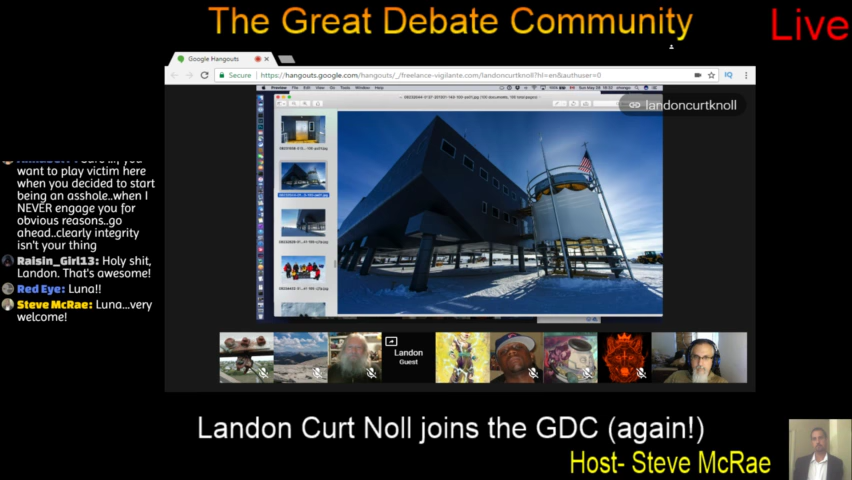 The Great Debate Community
Live
Google Hangouts
Secure
https://hangouts.google.com/hangouts/_/freelance-vigilante.com/landoncurtknoll?hl=en&authuser=0
landoncurtknoll
want to play victim here
when you decided to start
being an asshole..when I
NEVER engage you for
obvious reasons..go
ahead..clearly integrity
isn't your thing
Raisin_Girl13: Holy shit,
Landon. That's awesome!
Red Eye: Luna!!
Steve McRae: Luna...very
welcome!
Landon
Guest
Landon Curt Noll joins the GDC (again!)
Host- Steve McRae